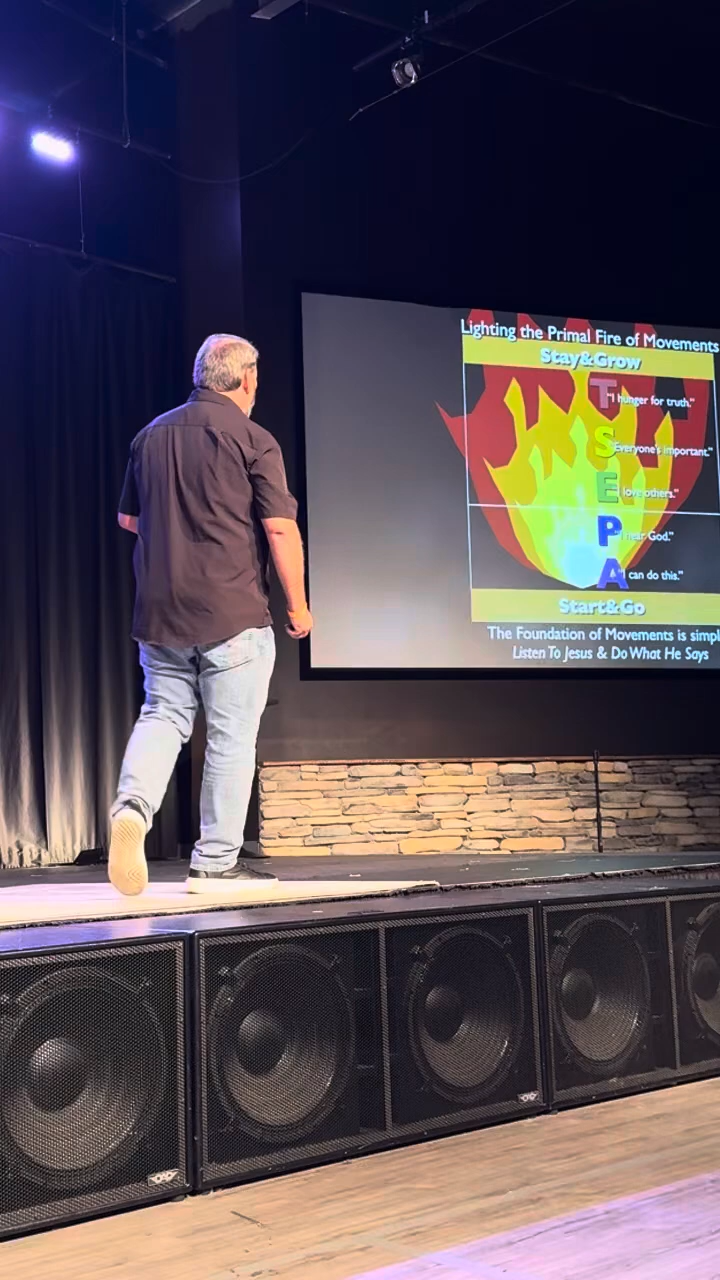 Lighting the Primal Fire of Movements
Stay&Grow
T "I hunger for truth."
S "Everyone's important."
E "I love others."
P "I hear God."
A "I can do this."
Start&Go
The Foundation of Movements is simpl
Listen To Jesus & Do What He Says